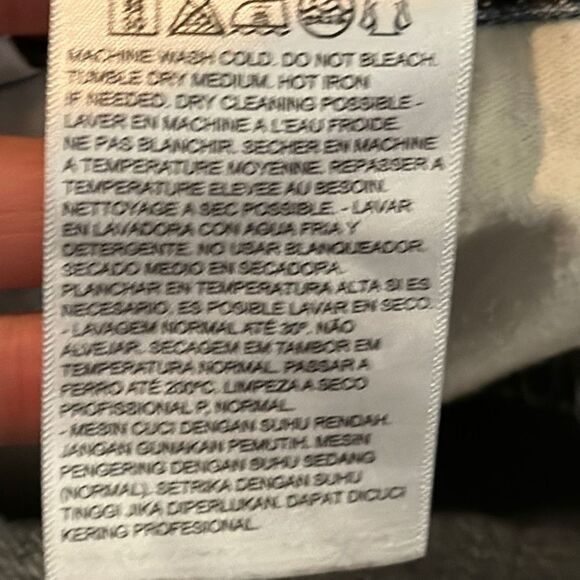 MACHINE WASH COLD. DO NOT BLEACH.
TUMBLE DRY MEDIUM. HOT IRON
IF NEEDED. DRY CLEANING POSSIBLE -
LAVER EN MACHINE A L'EAU FROIDE.
NE PAS BLANCHIR. SECHER EN MACHINE
A TEMPERATURE MOYENNE. REPASSER A
TEMPERATURE ELEVEE AU BESOIN.
NETTOYAGE A SEC POSSIBLE. - LAVAR
EN LAVADORA CON AGUA FRIA Y
DETERGENTE. NO USAR BLANQUEADOR.
SECADO MEDIO EN SECADORA.
PLANCHAR EN TEMPERATURA ALTA SI ES
NECESARIO. ES POSIBLE LAVAR EN SECO.
- LAVAGEM NORMAL ATÉ 30º. NÃO
ALVEJAR. SECAGEM EM TAMBOR EM
TEMPERATURA NORMAL. PASSAR A
FERRO ATÉ 200ºC. LIMPEZA A SECO
PROFISSIONAL P, NORMAL.
- MESIN CUCI DENGAN SUHU RENDAH.
JANGAN GUNAKAN PEMUTIH. MESIN
PENGERING DENGAN SUHU SEDANG
(NORMAL). SETRIKA DENGAN SUHU
TINGGI JIKA DIPERLUKAN. DAPAT DICUCI
KERING PROFESIONAL.